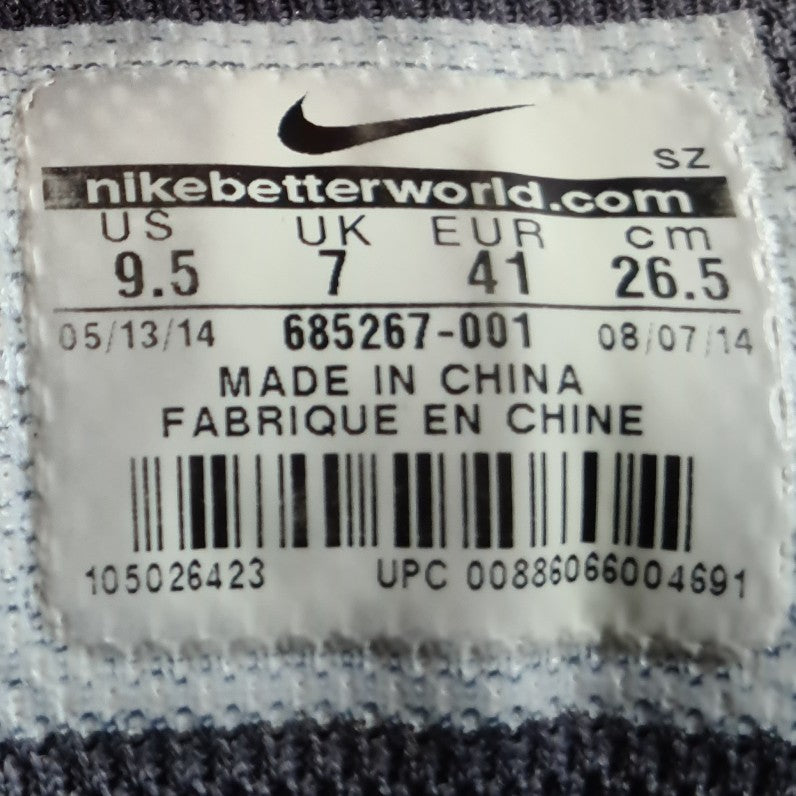 SZ
nikebetterworld.com
US UK EUR cm
9.5 7 41 26.5
05/13/14 685267-001 08/07/14
MADE IN CHINA
FABRIQUE EN CHINE
105026423 UPC 00886066004691